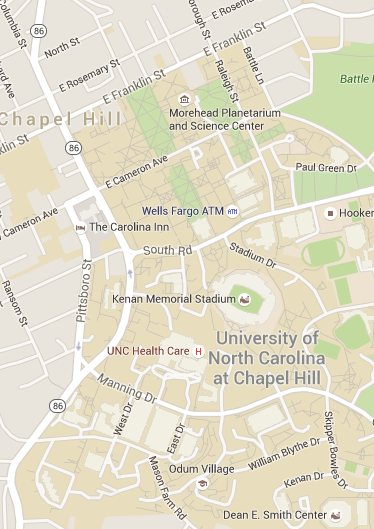 Columbia St
86
North St
E Rosemary St
E Rosemary St
E Franklin St
E Franklin St
Raleigh St
Battle Ln
Battle
Morehead Planetarium
and Science Center
Chapel Hill
86
E Cameron Ave
Paul Green Dr
Cameron Ave
Wells Fargo ATM
ATM
Hooker
The Carolina Inn
South Rd
Stadium Dr
Pittsboro St
Ransom St
Kenan Memorial Stadium
University of
North Carolina
at Chapel Hill
UNC Health Care
H
Manning Dr
86
West Dr
East Dr
Skipper Bowles Dr
William Blythe Dr
Odum Village
Mason Farm Rd
Kenan Dr
Dean E. Smith Center